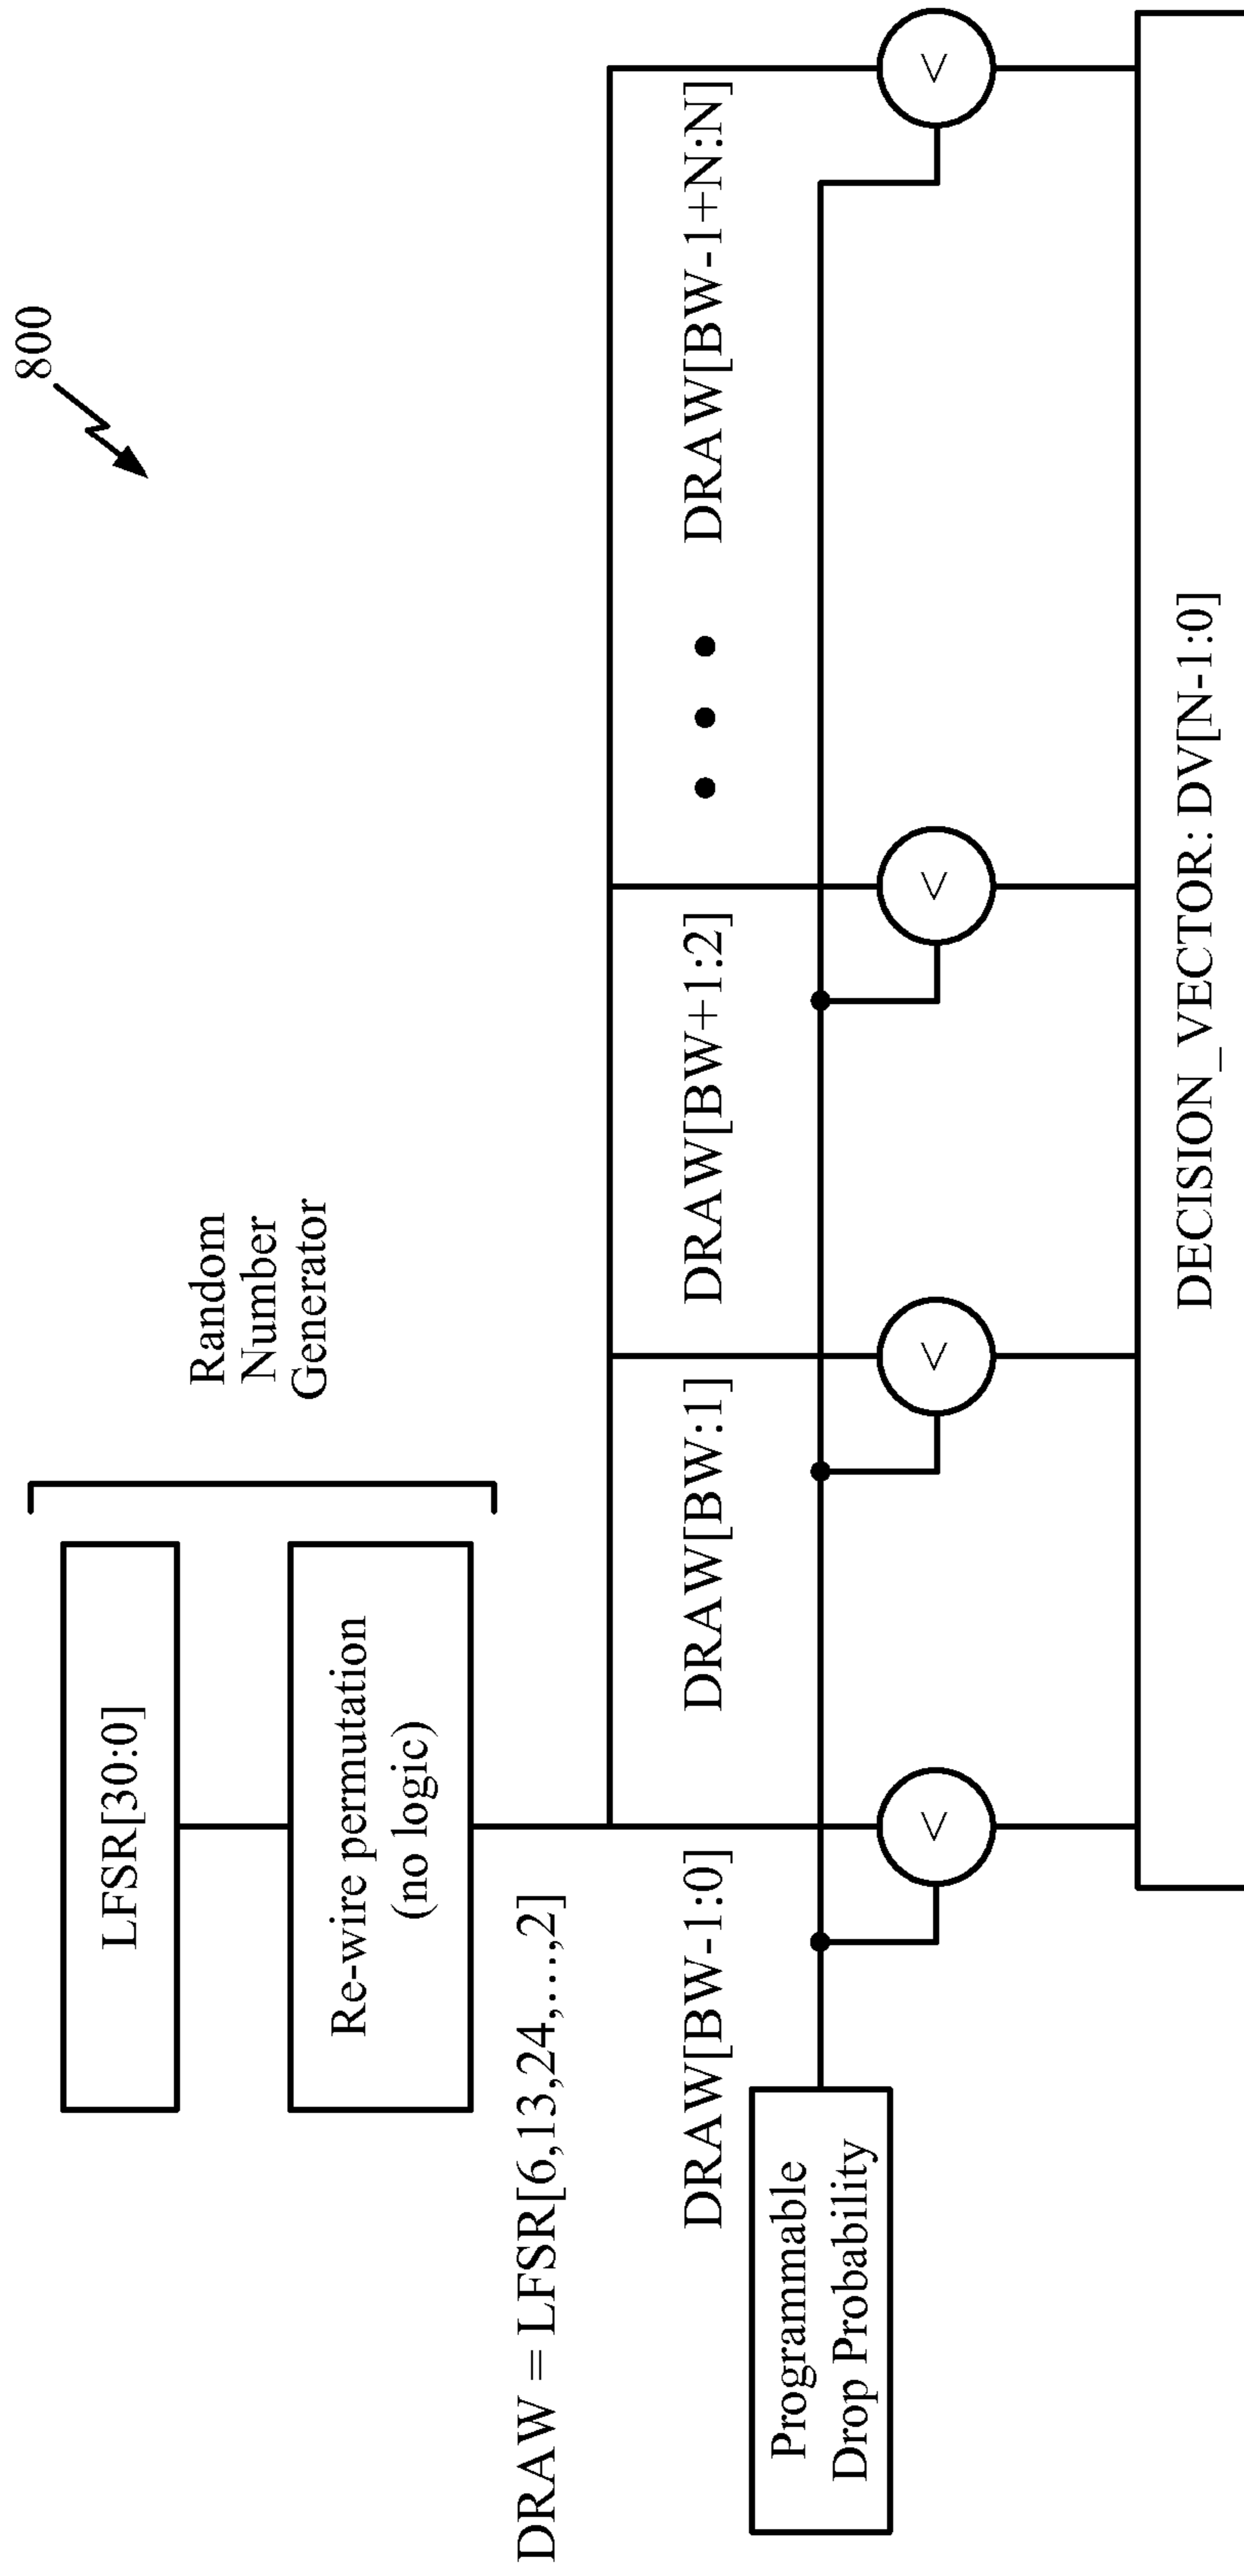 800
Random
Number
Generator
LFSR[30:0]
Re-wire permutation
(no logic)
DRAW = LFSR[6,13,24,...,2]
DRAW[BW-1:0]
DRAW[BW:1]
DRAW[BW+1:2]
DRAW[BW-1+N:N]
Programmable
Drop Probability
<
<
<
<
DECISION_VECTOR: DV[N-1:0]